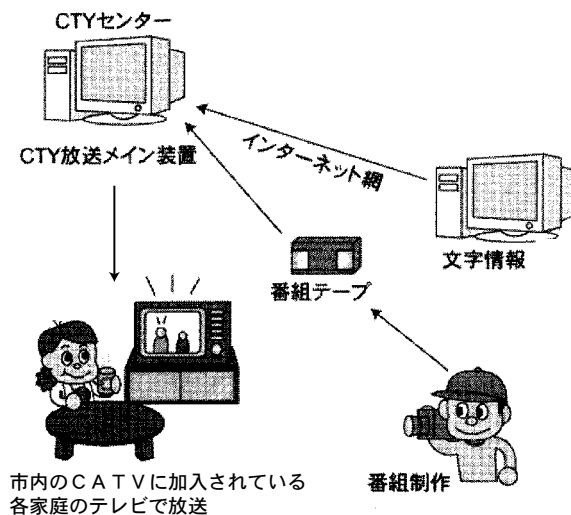 CTYセンター
CTY放送メイン装置
インターネット網
文字情報
番組テープ
番組制作
市内のＣＡＴＶに加入されている
各家庭のテレビで放送